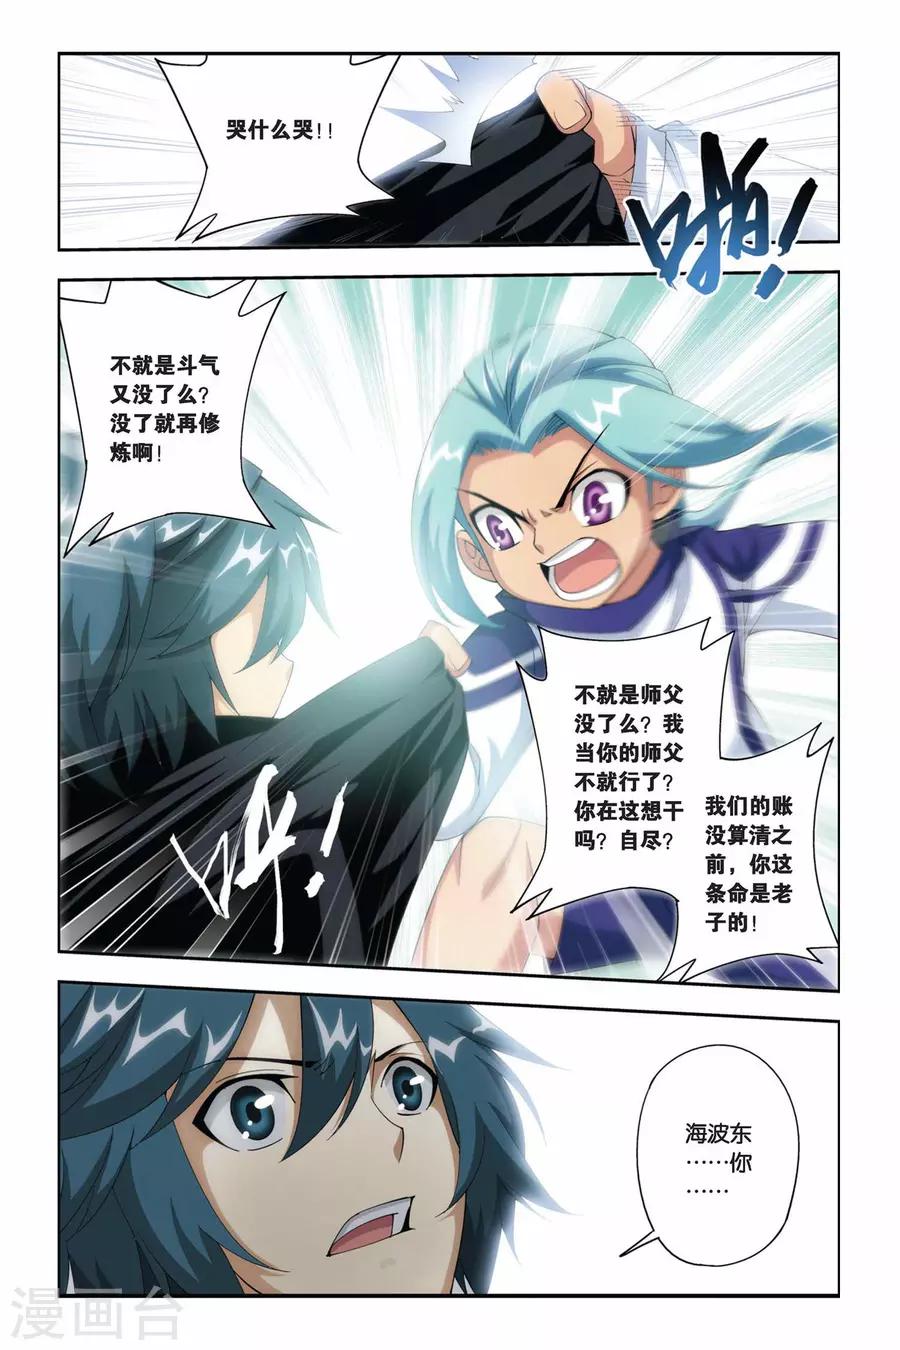 哭什么哭！！
啪！
不就是斗气
又没了么？
没了就再修
炼啊！
不就是师父
没了么？我
当你的师父
不就行了？
你在这想干
吗？自尽？
我们的账
没算清之
前，你这
条命是老
子的！
海波东
……你
……
漫画台